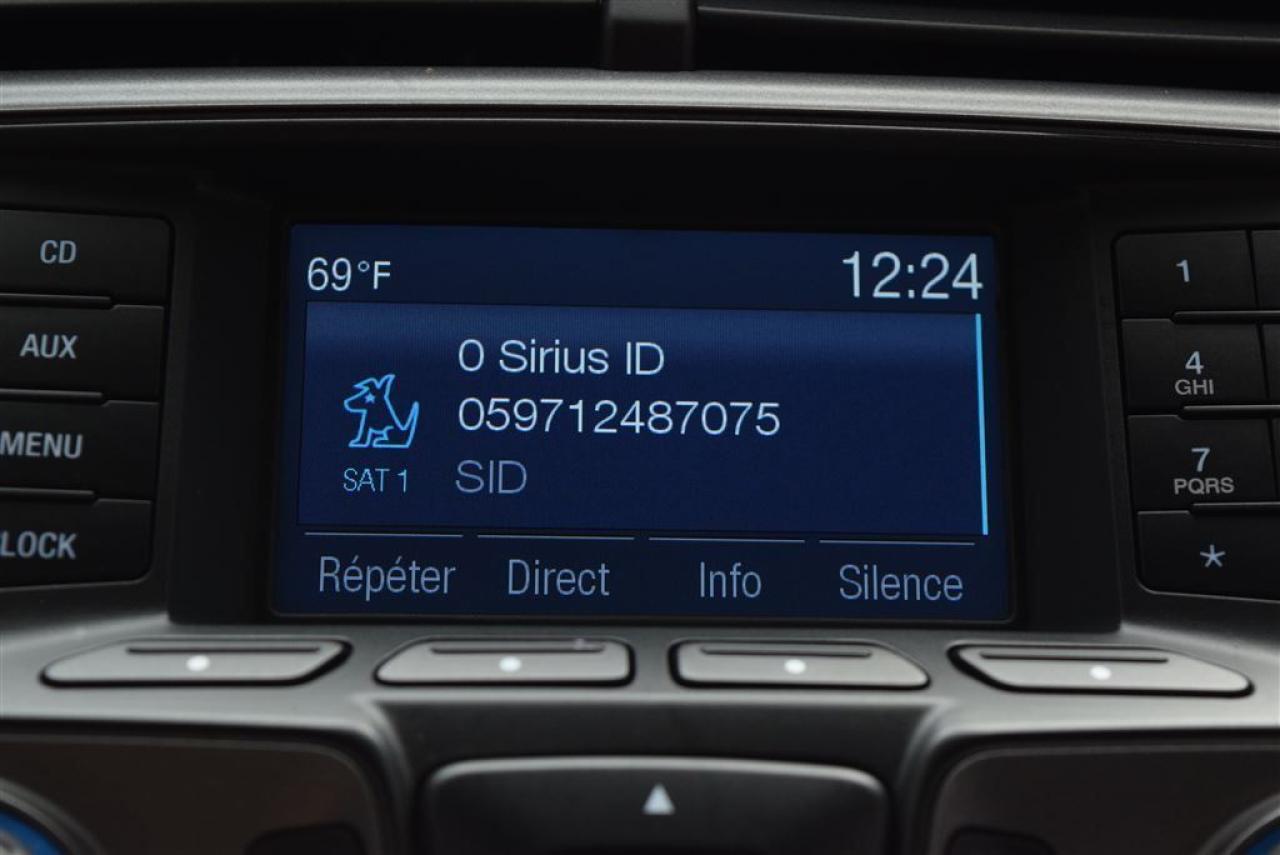 69°F
12:24
0 Sirius ID
059712487075
SAT 1
SID
Répéter
Direct
Info
Silence
CD
AUX
MENU
LOCK
1
4
GHI
7
PQRS
*